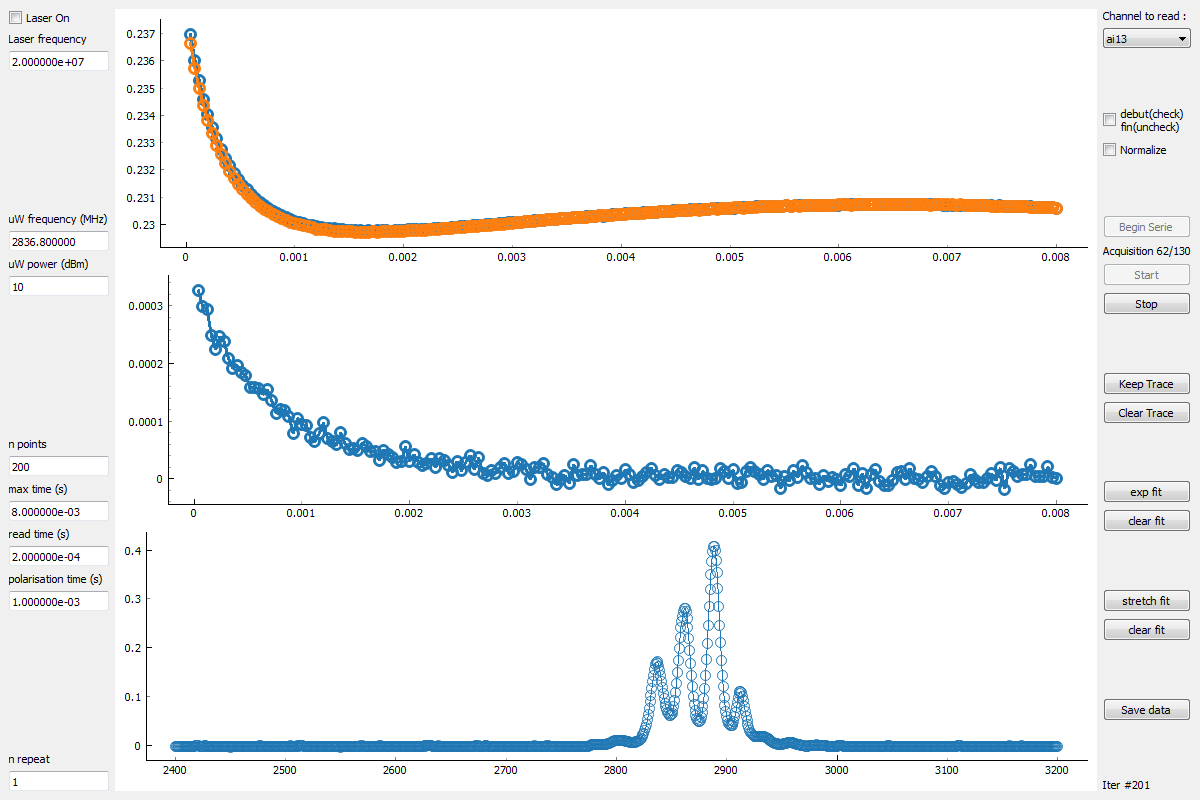 Laser On
Laser frequency
2.000000e+07
uW frequency (MHz)
2836.800000
uW power (dBm)
10
n points
200
max time (s)
8.000000e-03
read time (s)
2.000000e-04
polarisation time (s)
1.000000e-03
n repeat
1
0.237
0.236
0.235
0.234
0.233
0.232
0.231
0.23
0 0.001 0.002 0.003 0.004 0.005 0.006 0.007 0.008
0.0003
0.0002
0.0001
0
0 0.001 0.002 0.003 0.004 0.005 0.006 0.007 0.008
0.4
0.3
0.2
0.1
0
2400 2500 2600 2700 2800 2900 3000 3100 3200
Channel to read :
ai13
debut(check)
fin(uncheck)
Normalize
Begin Serie
Acquisition 62/130
Start
Stop
Keep Trace
Clear Trace
exp fit
clear fit
stretch fit
clear fit
Save data
Iter #201